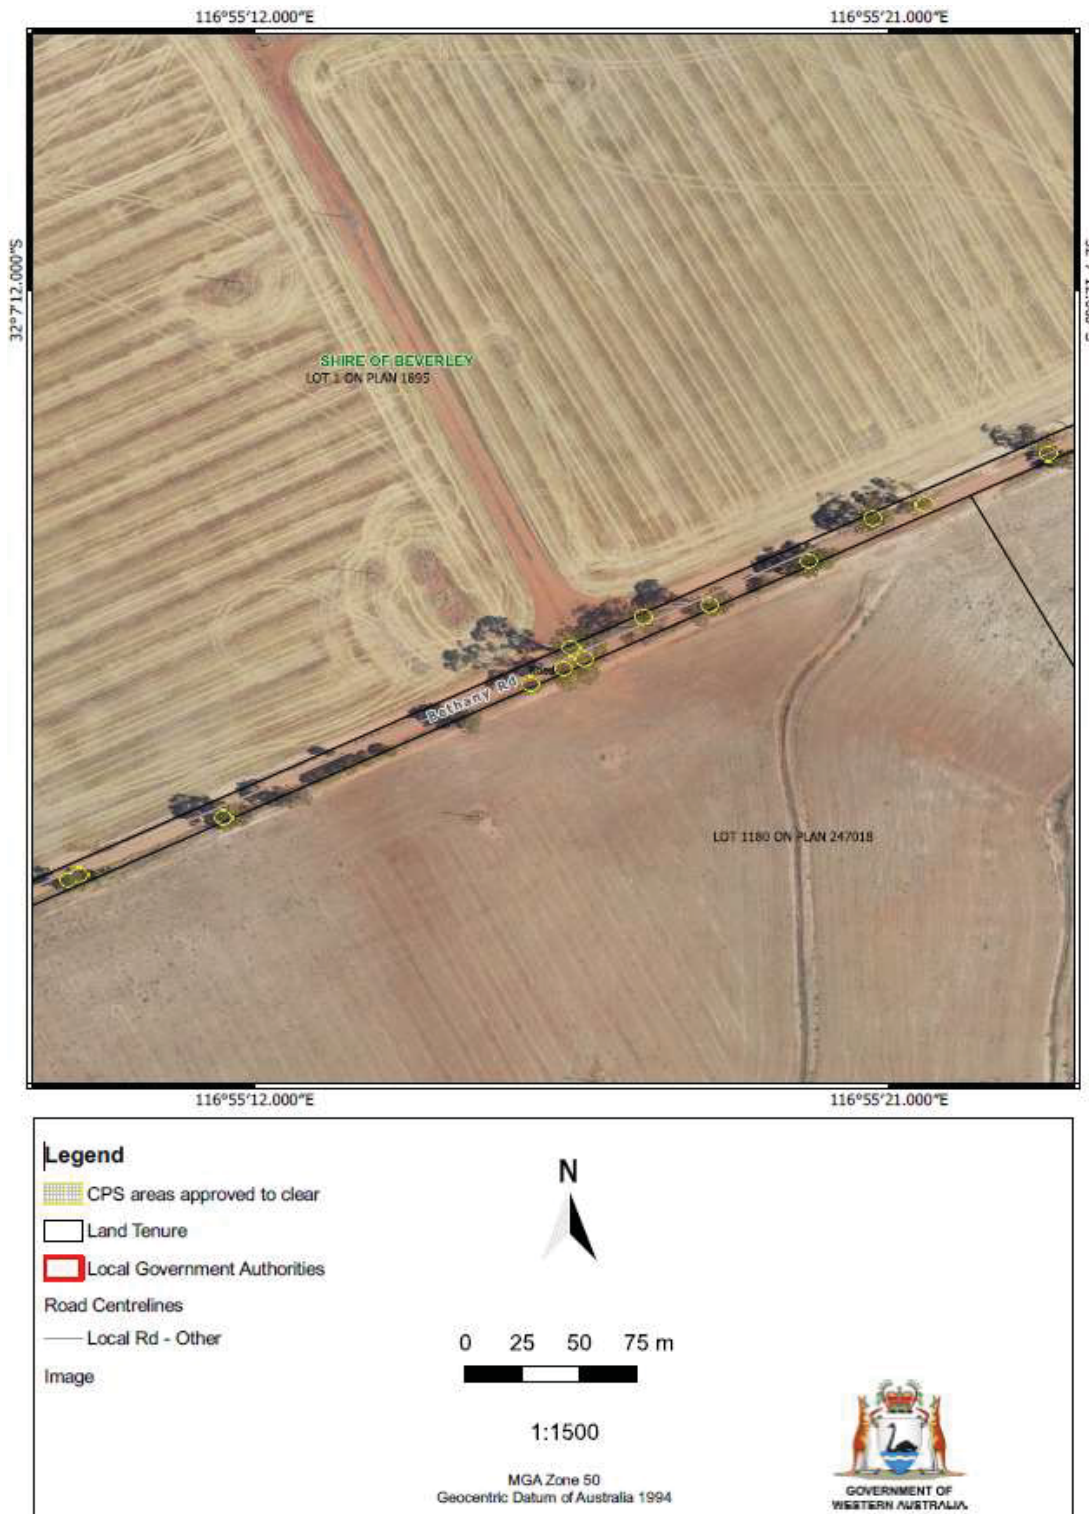 116°55′12.000″E 116°55′21.000″E
32°7′12.000″S
SHIRE OF BEVERLEY
LOT 1 ON PLAN 1895
Road
Bethany Rd
LOT 1180 ON PLAN 247018
116°55′12.000″E 116°55′21.000″E
Legend
CPS areas approved to clear
Land Tenure
Local Government Authorities
Road Centrelines
Local Rd - Other
Image
N
0 25 50 75 m
1:1500
MGA Zone 50
Geocentric Datum of Australia 1994
GOVERNMENT OF
WESTERN AUSTRALIA